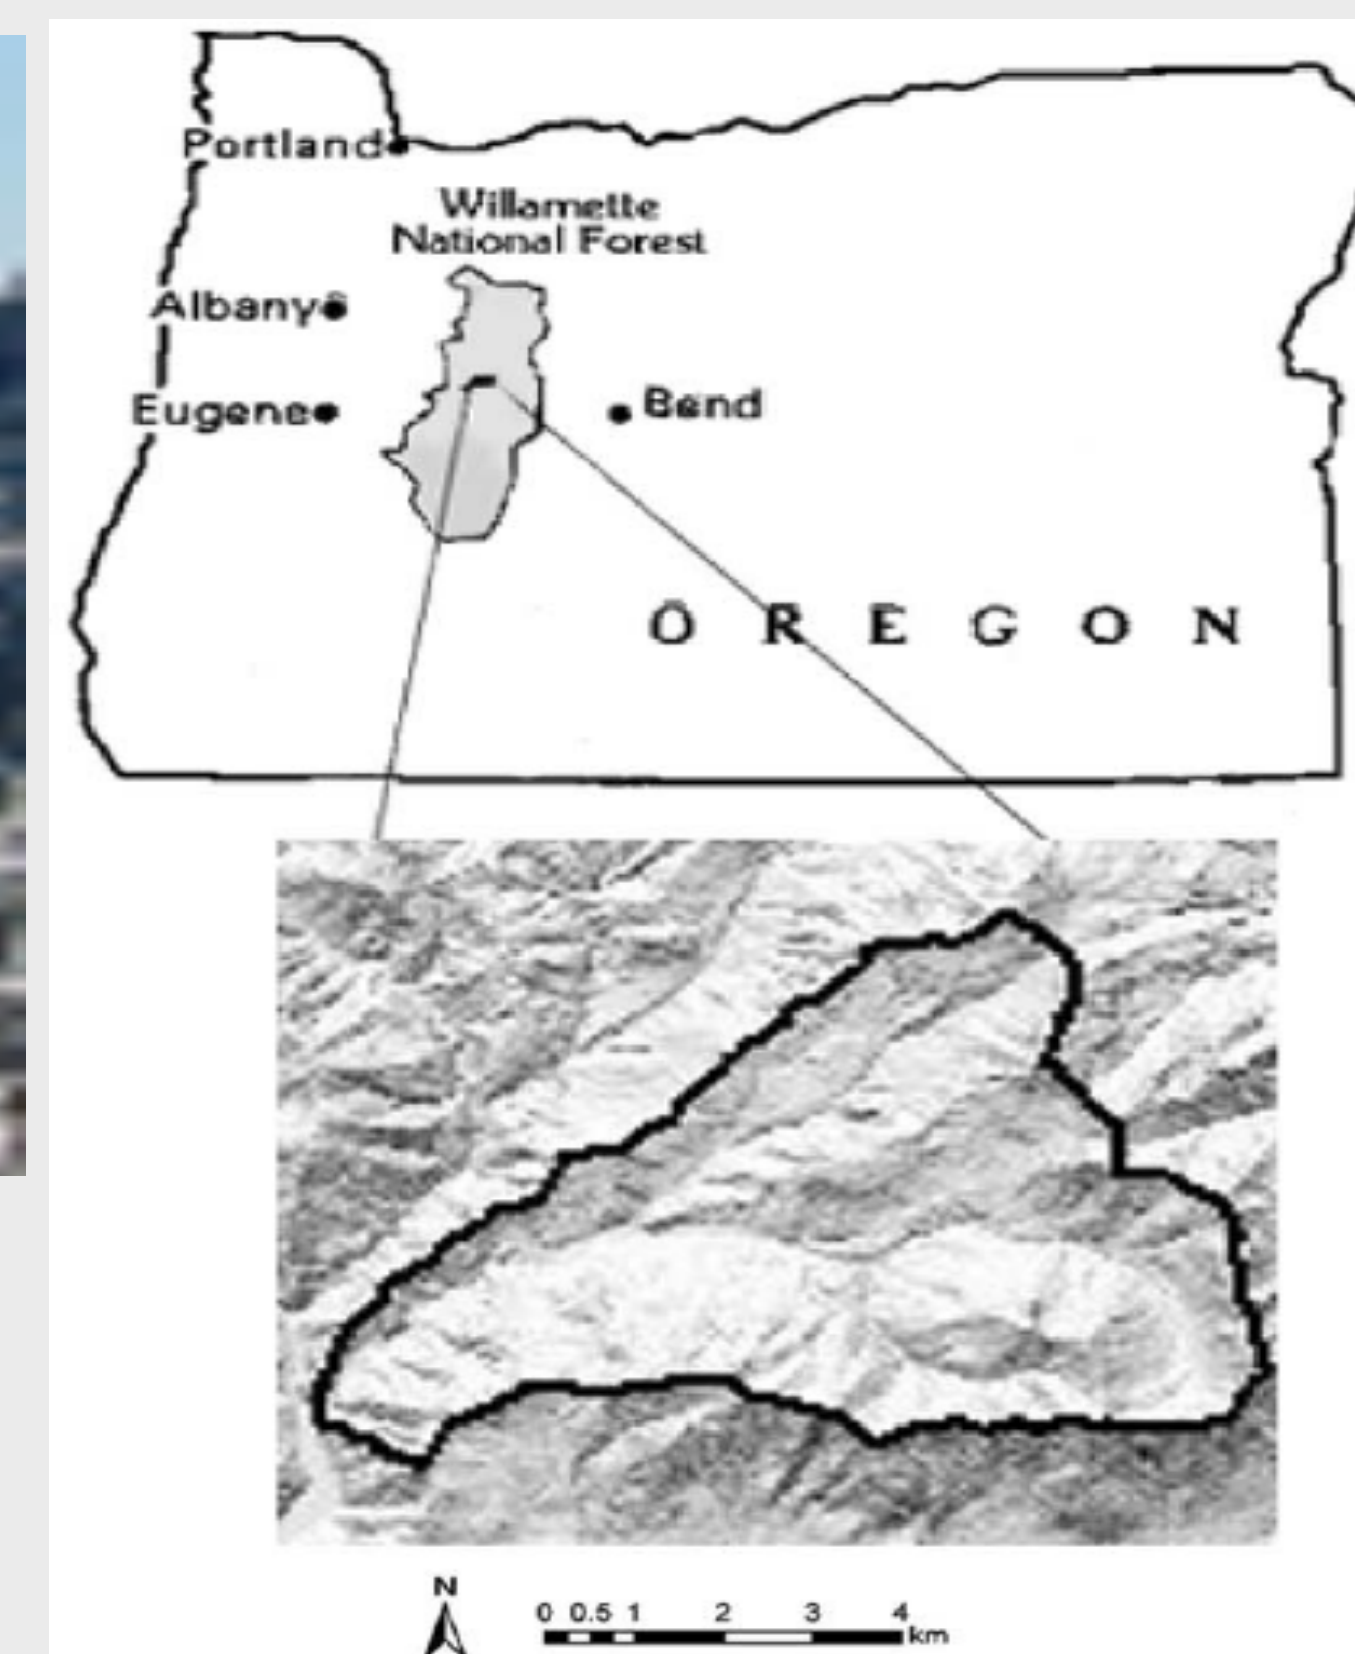 Portland
Willamette
National Forest
Albany
Eugene
Bend
OREGON
N
0 0.5 1 2 3 4
km